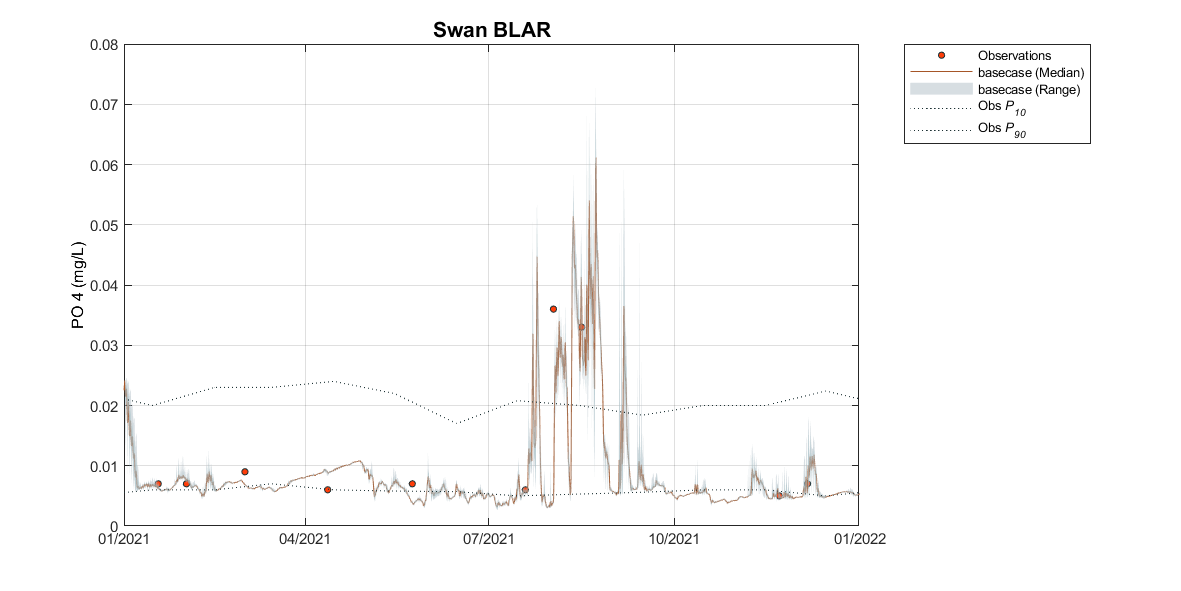 Swan BLAR
PO 4 (mg/L)
0.08
0.07
0.06
0.05
0.04
0.03
0.02
0.01
0
01/2021
04/2021
07/2021
10/2021
01/2022
Observations
basecase (Median)
basecase (Range)
Obs P10
Obs P90